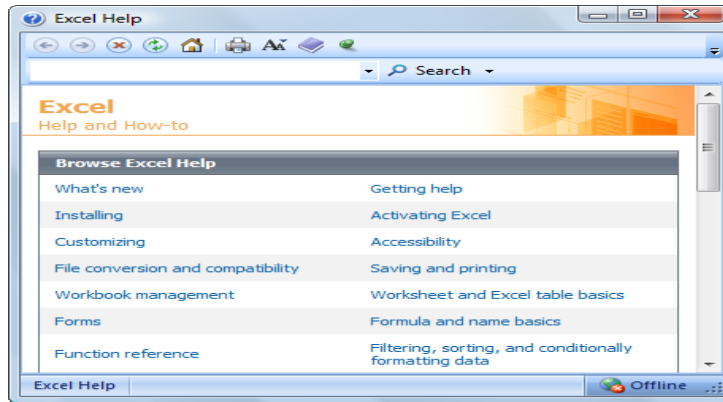 Excel Help
Search
Excel
Help and How-to
Browse Excel Help
What's new
Getting help
Installing
Activating Excel
Customizing
Accessibility
File conversion and compatibility
Saving and printing
Workbook management
Worksheet and Excel table basics
Forms
Formula and name basics
Function reference
Filtering, sorting, and conditionally
formatting data
Excel Help
Offline